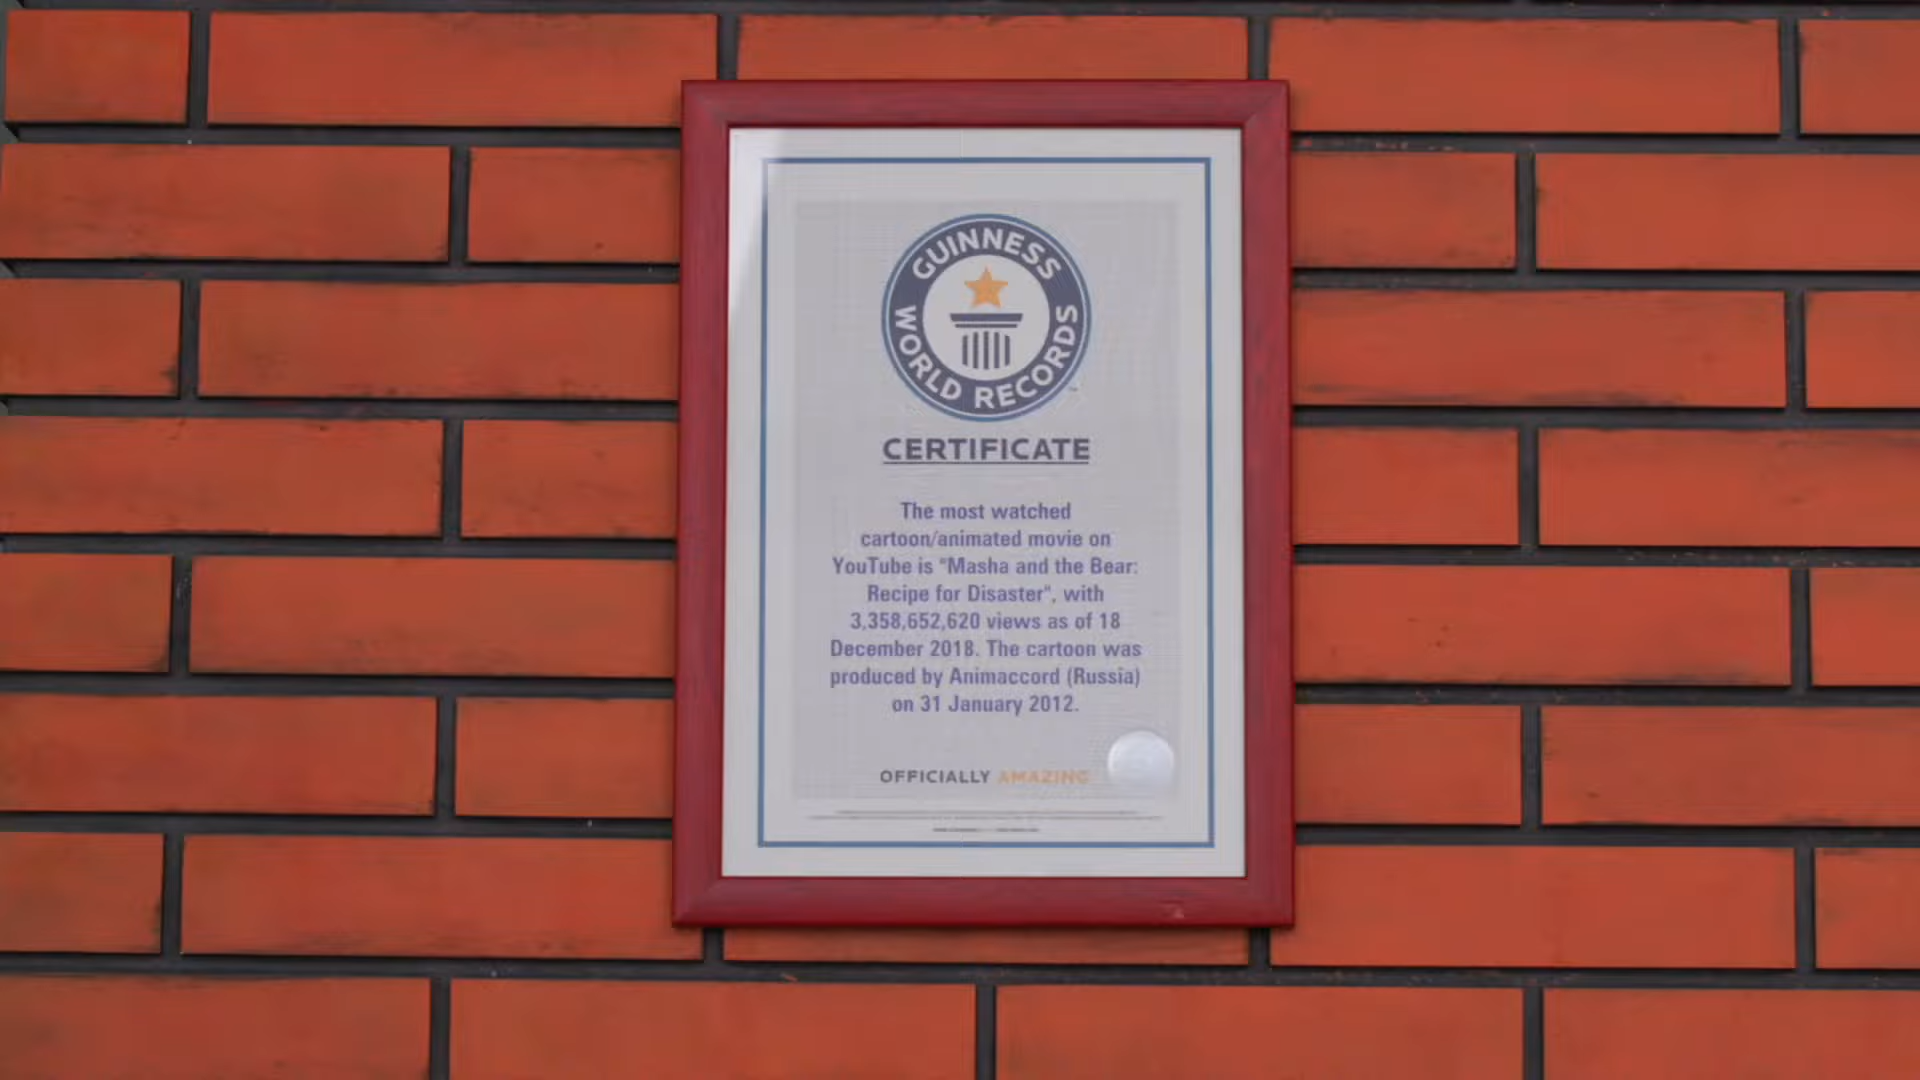 GUINNESS
WORLD RECORDS
CERTIFICATE
The most watched
cartoon/animated movie on
YouTube is "Masha and the Bear:
Recipe for Disaster", with
3,358,652,620 views as of 18
December 2018. The cartoon was
produced by Animaccord (Russia)
on 31 January 2012.
OFFICIALLY AMAZING